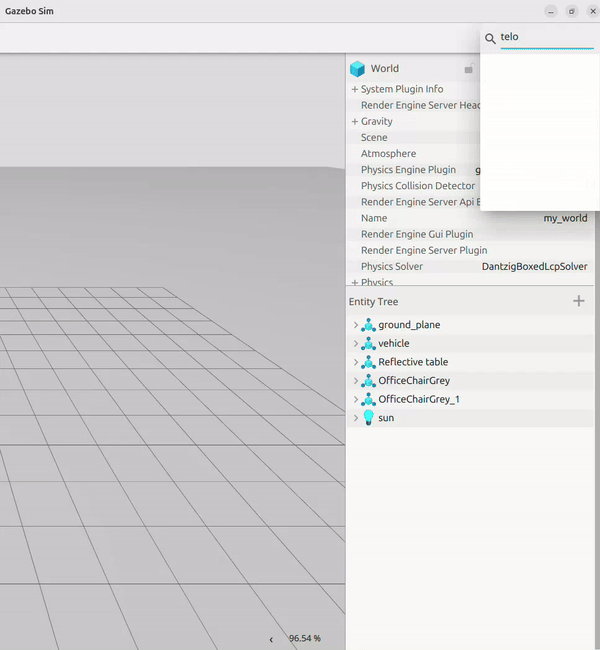 Gazebo Sim
telo
World
System Plugin Info
Render Engine Server Head
Gravity
Scene
Atmosphere
Physics Engine Plugin g
Physics Collision Detector
Render Engine Server Api B
Name my_world
Render Engine Gui Plugin
Render Engine Server Plugin
Physics Solver DantzigBoxedLcpSolver
Physics
Entity Tree
ground_plane
vehicle
Reflective table
OfficeChairGrey
OfficeChairGrey_1
sun
96.54 %